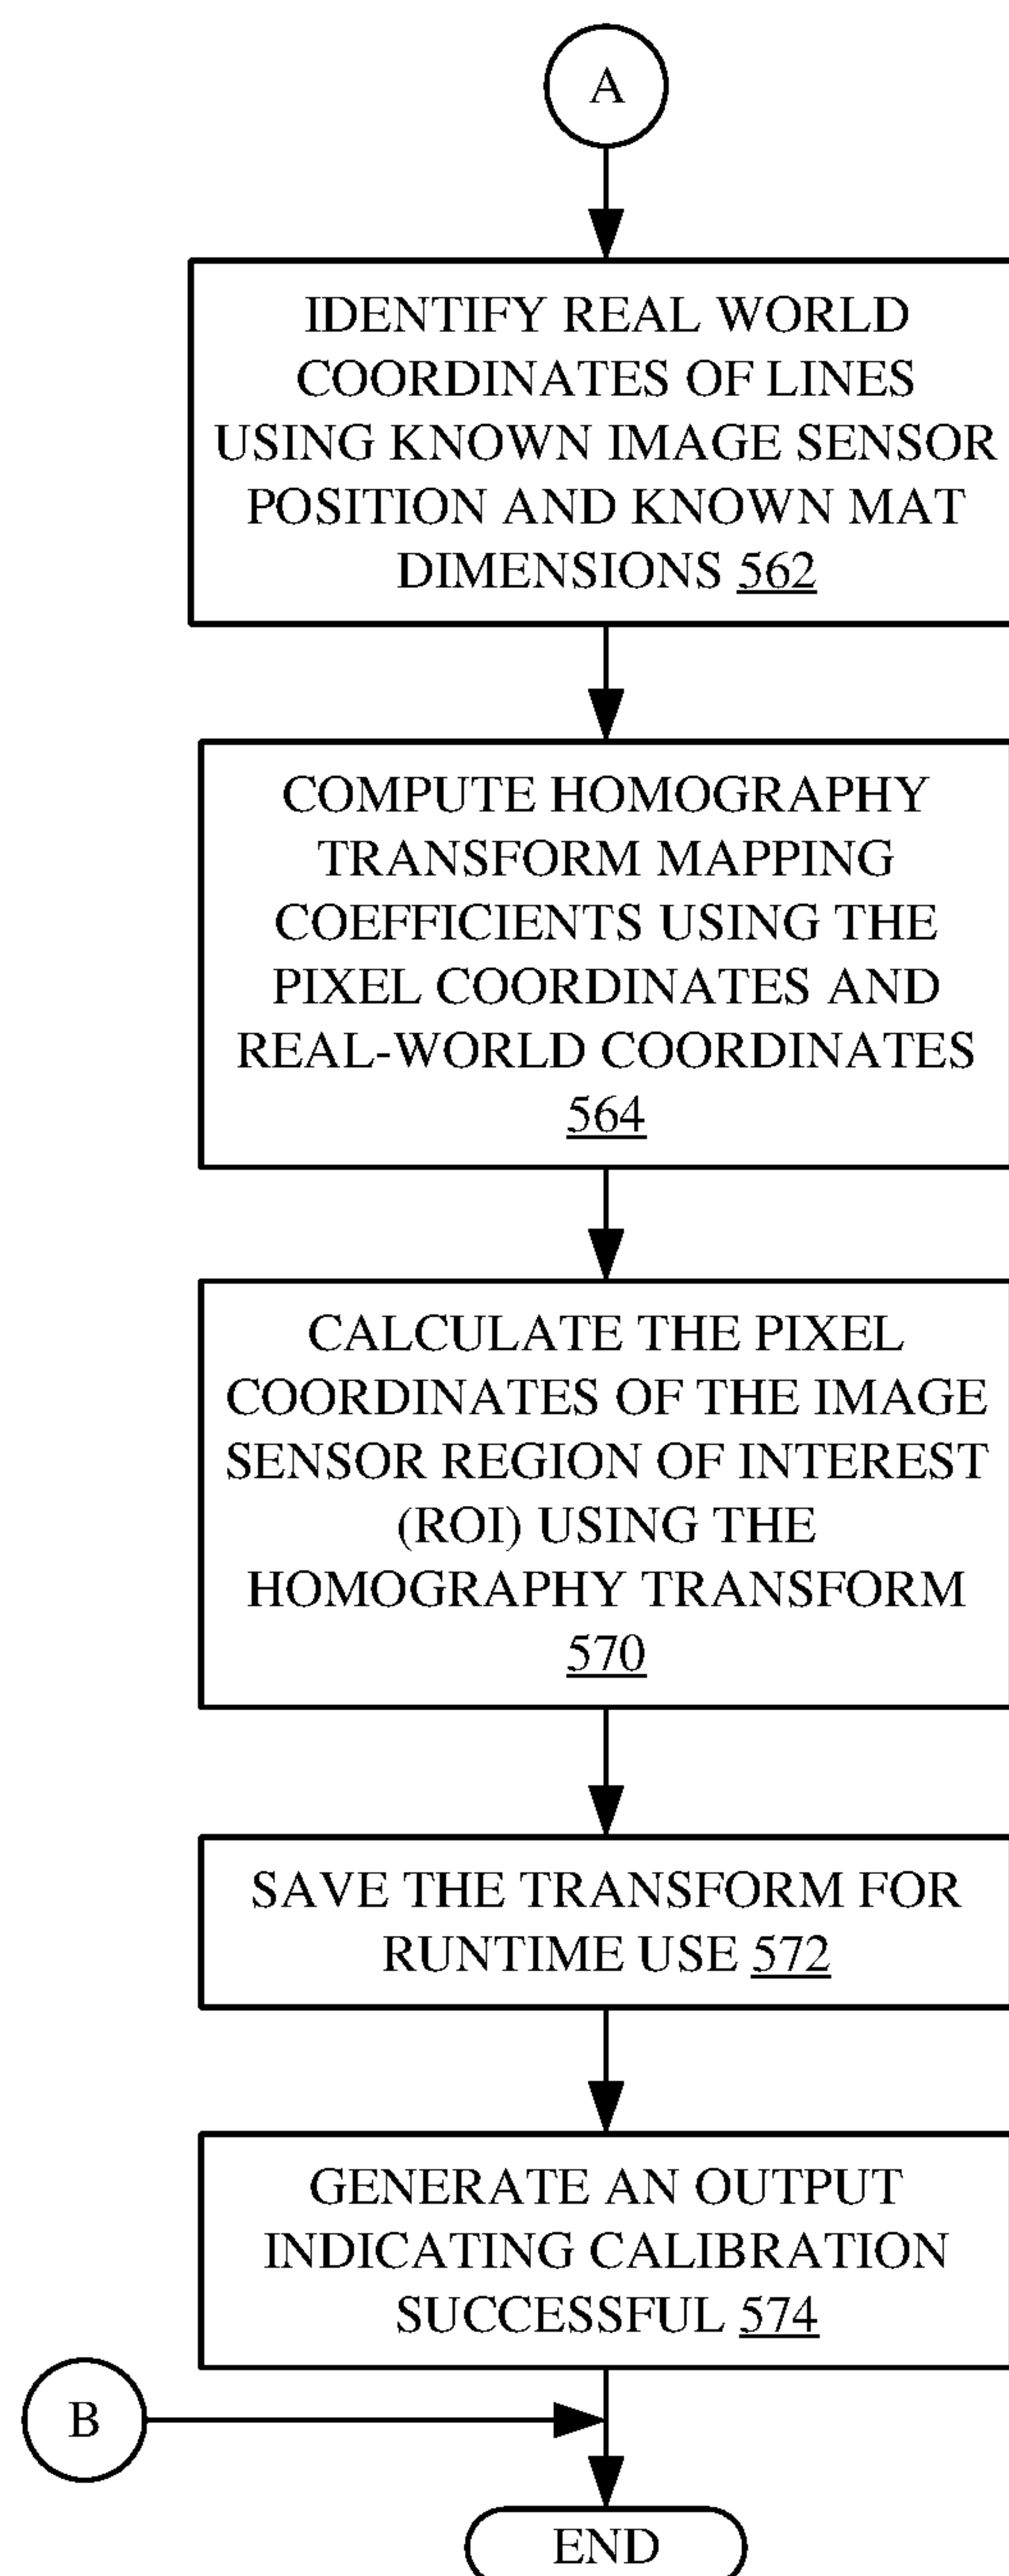 A
IDENTIFY REAL WORLD
COORDINATES OF LINES
USING KNOWN IMAGE SENSOR
POSITION AND KNOWN MAT
DIMENSIONS 562
COMPUTE HOMOGRAPHY
TRANSFORM MAPPING
COEFFICIENTS USING THE
PIXEL COORDINATES AND
REAL-WORLD COORDINATES
564
CALCULATE THE PIXEL
COORDINATES OF THE IMAGE
SENSOR REGION OF INTEREST
(ROI) USING THE
HOMOGRAPHY TRANSFORM
570
SAVE THE TRANSFORM FOR
RUNTIME USE 572
GENERATE AN OUTPUT
INDICATING CALIBRATION
SUCCESSFUL 574
B
END